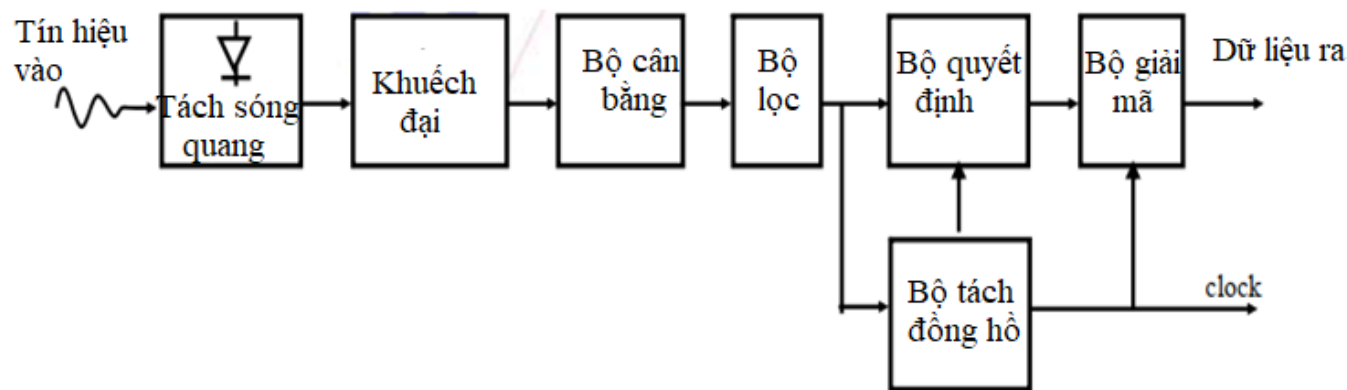 Tín hiệu
vào
Tách sóng
quang
Khuếch
đại
Bộ cân
bằng
Bộ
lọc
Bộ quyết
định
Bộ giải
mã
Dữ liệu ra
Bộ tách
đồng hồ
clock